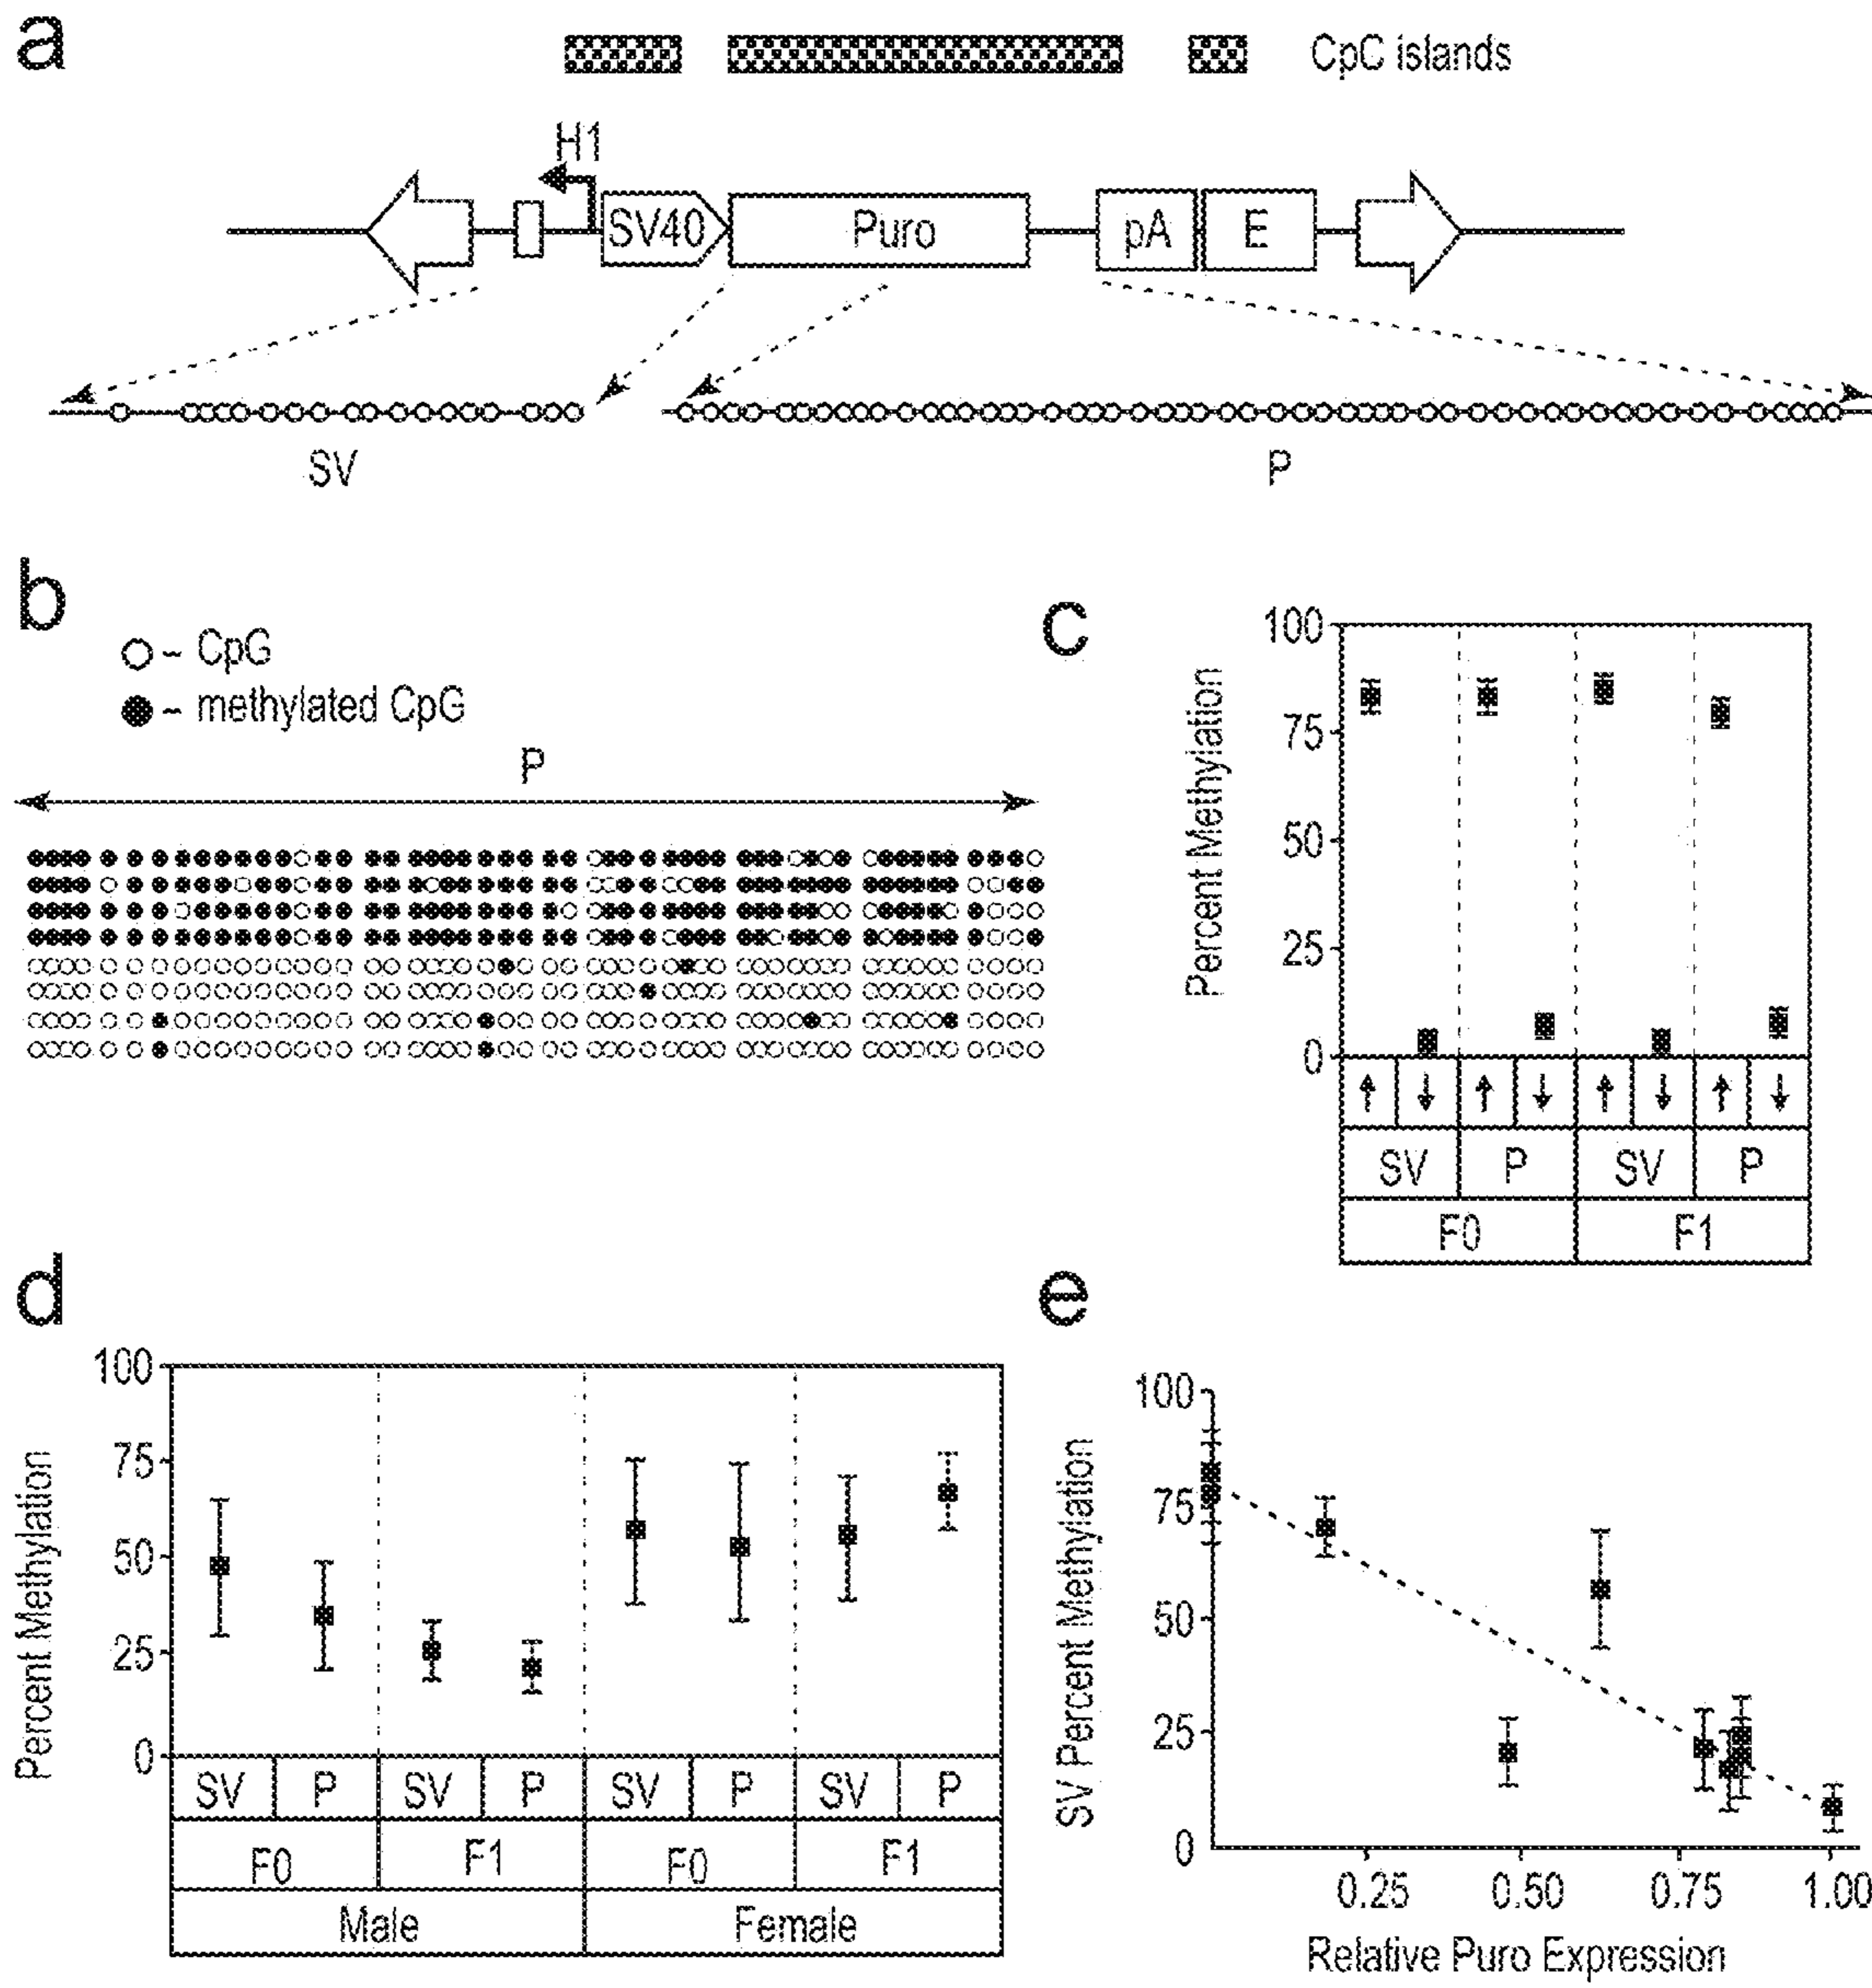 a
CpC islands
H1
SV40
Puro
pA
E
SV
P
b
○ - CpG
● - methylated CpG
P
c
Percent Methylation
100
75
50
25
0
↑ ↓ ↑ ↓ ↑ ↓ ↑ ↓
SV P SV P
F0 F1
d
Percent Methylation
100
75
50
25
0
SV P SV P SV P SV P
F0 F1 F0 F1
Male Female
e
SV Percent Methylation
100
75
50
25
0
0.25 0.50 0.75 1.00
Relative Puro Expression